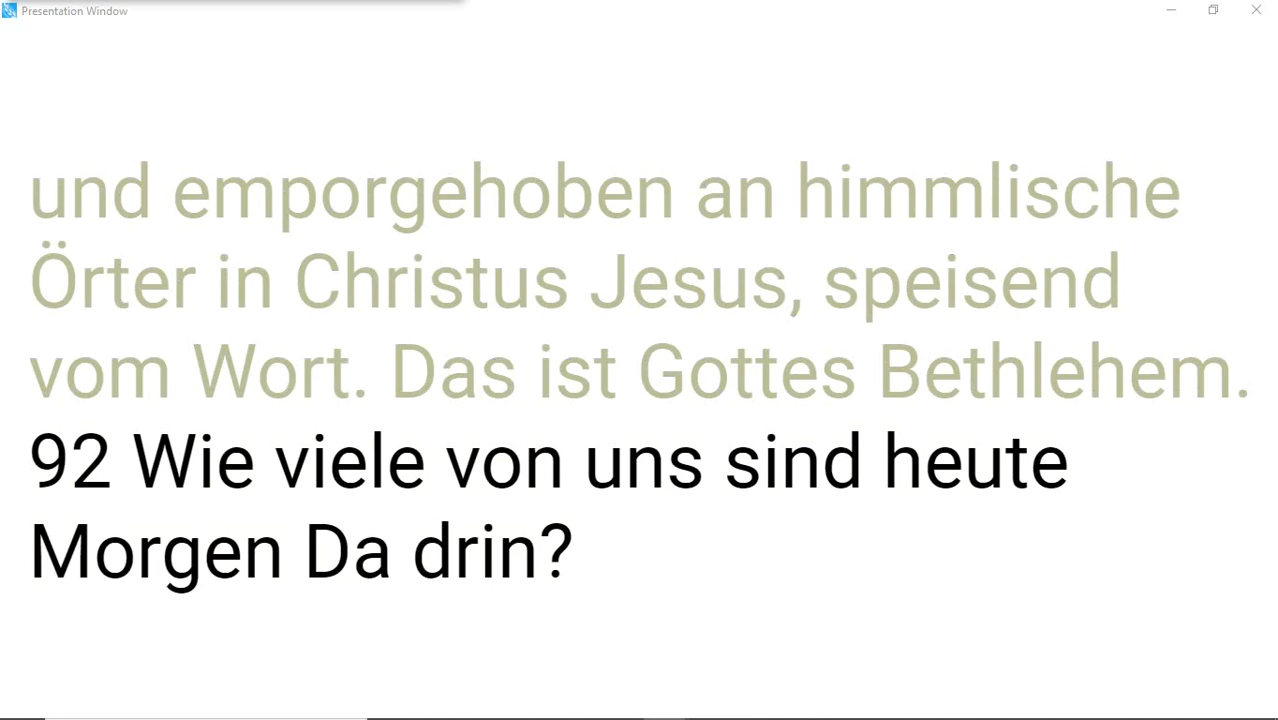 Presentation Window
und emporgehoben an himmlische
Örter in Christus Jesus, speisend
vom Wort. Das ist Gottes Bethlehem.
92 Wie viele von uns sind heute
Morgen Da drin?